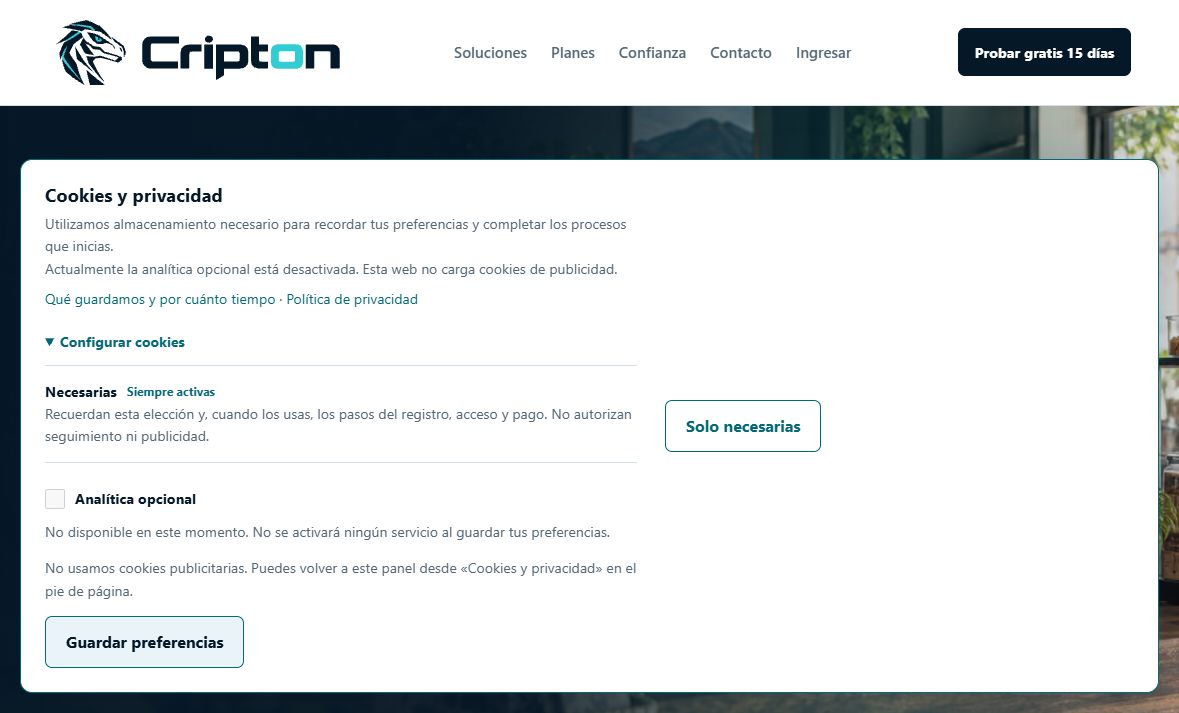 Cripton
Soluciones
Planes
Confianza
Contacto
Ingresar
Probar gratis 15 días
Cookies y privacidad
Utilizamos almacenamiento necesario para recordar tus preferencias y completar los procesos
que inicias.
Actualmente la analítica opcional está desactivada. Esta web no carga cookies de publicidad.
Qué guardamos y por cuánto tiempo · Política de privacidad
▼ Configurar cookies
Necesarias Siempre activas
Recuerdan esta elección y, cuando los usas, los pasos del registro, acceso y pago. No autorizan
seguimiento ni publicidad.
Solo necesarias
Analítica opcional
No disponible en este momento. No se activará ningún servicio al guardar tus preferencias.
No usamos cookies publicitarias. Puedes volver a este panel desde «Cookies y privacidad» en el
pie de página.
Guardar preferencias